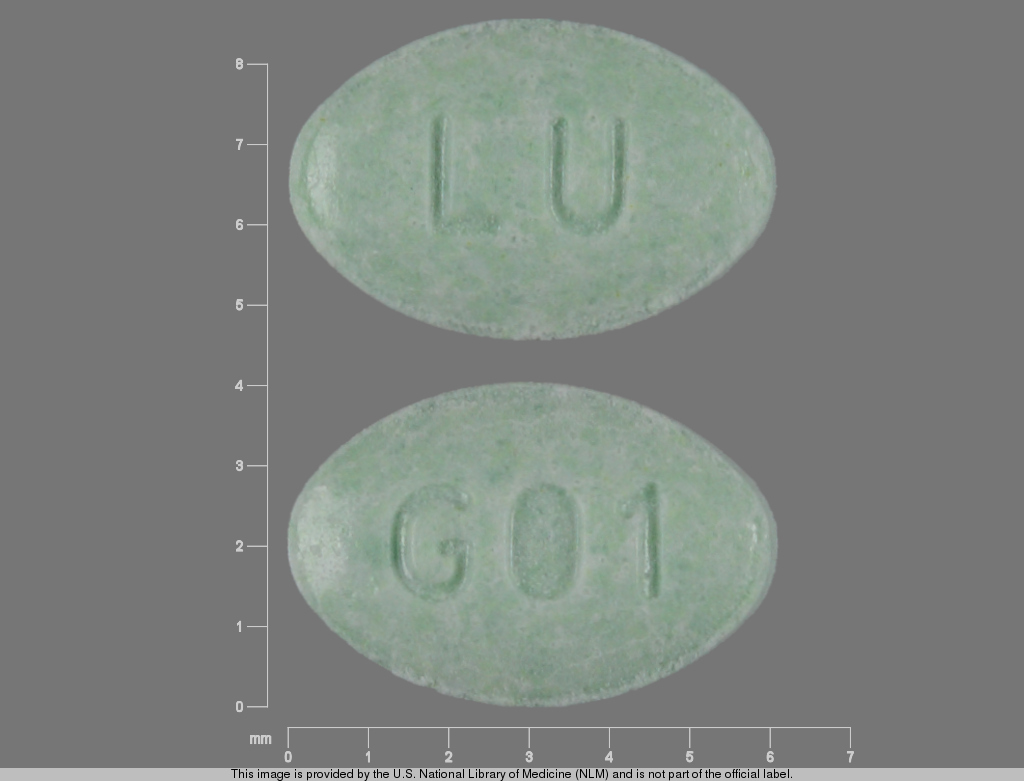 8
7
6
5
4
3
2
1
0
LU
G01
mm
0 1 2 3 4 5 6 7
This image is provided by the U.S. National Library of Medicine (NLM) and is not part of the official label.